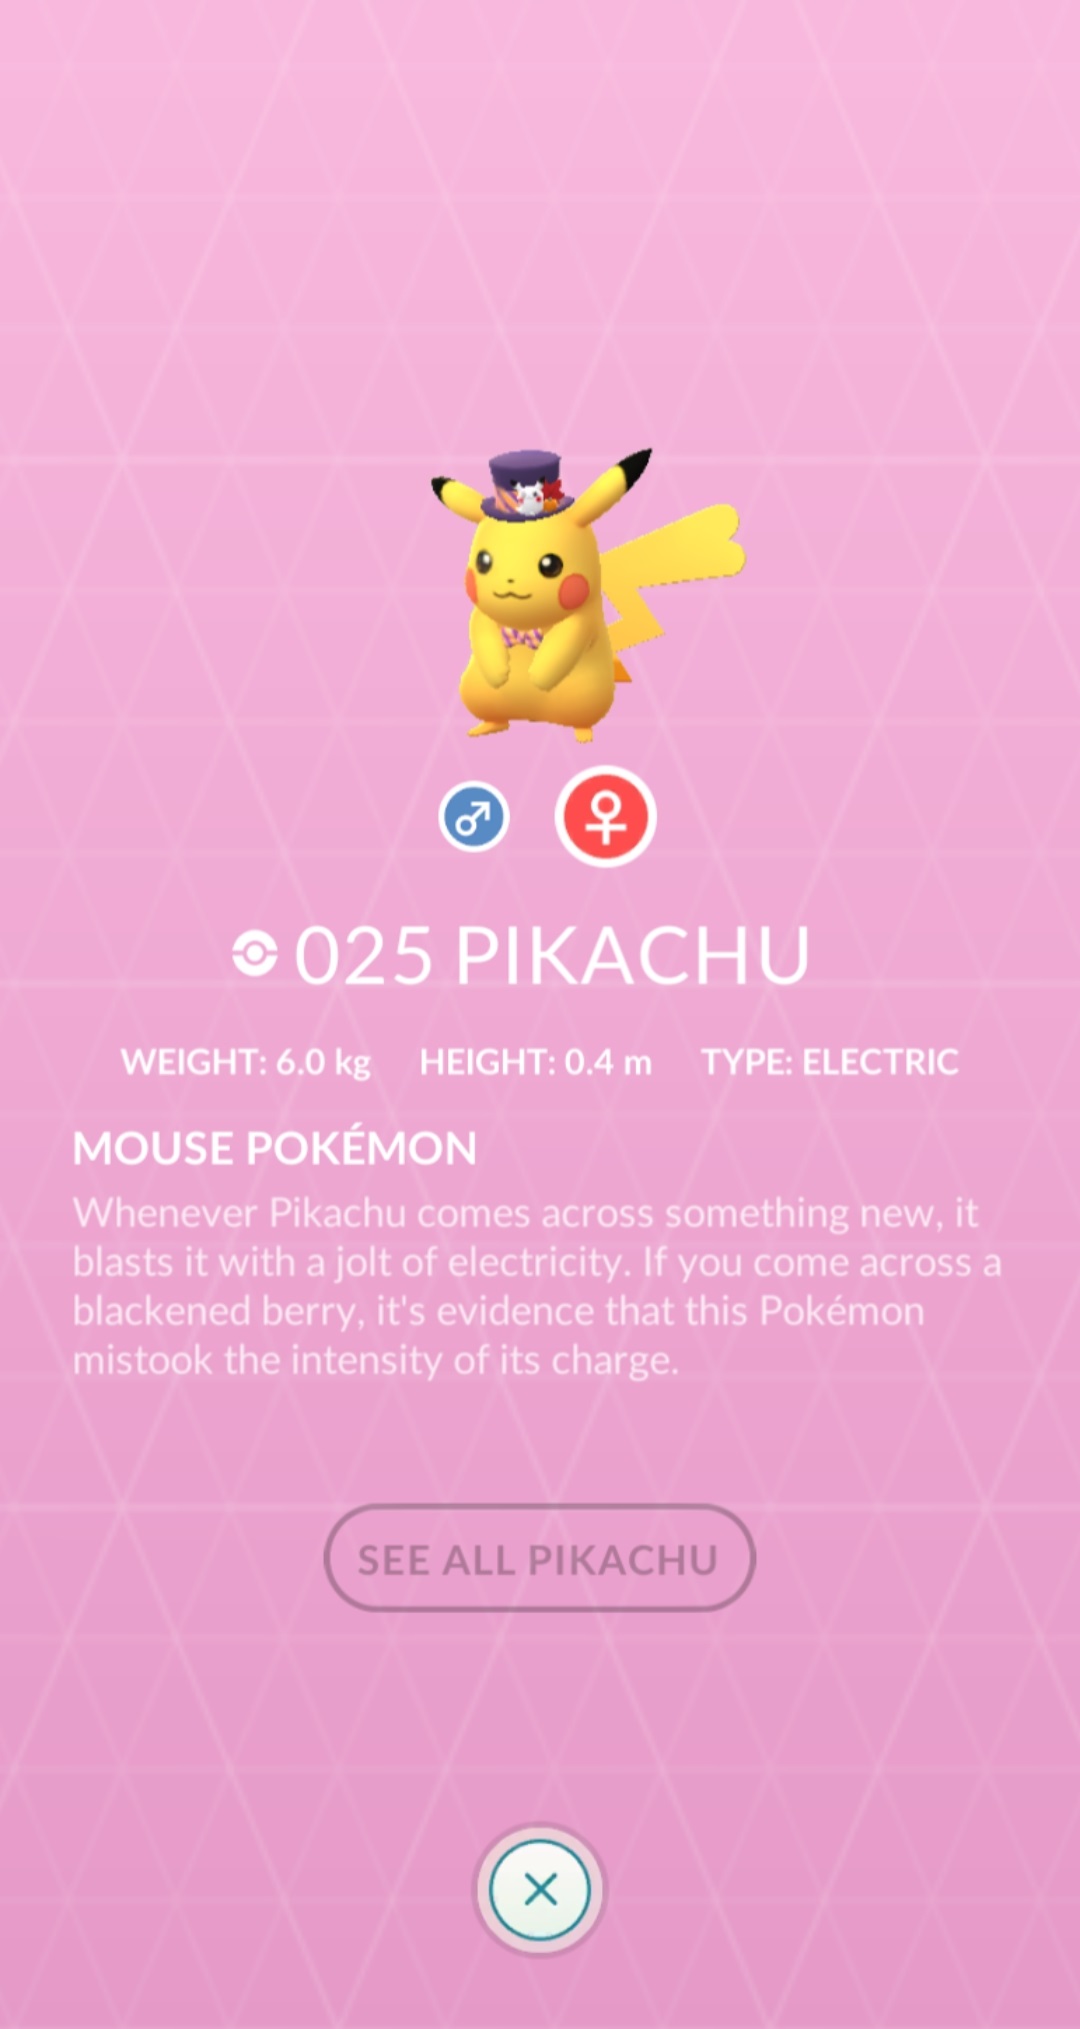 025 PIKACHU
WEIGHT: 6.0 kg HEIGHT: 0.4 m TYPE: ELECTRIC
MOUSE POKÉMON
Whenever Pikachu comes across something new, it
blasts it with a jolt of electricity. If you come across a
blackened berry, it's evidence that this Pokémon
mistook the intensity of its charge.
SEE ALL PIKACHU